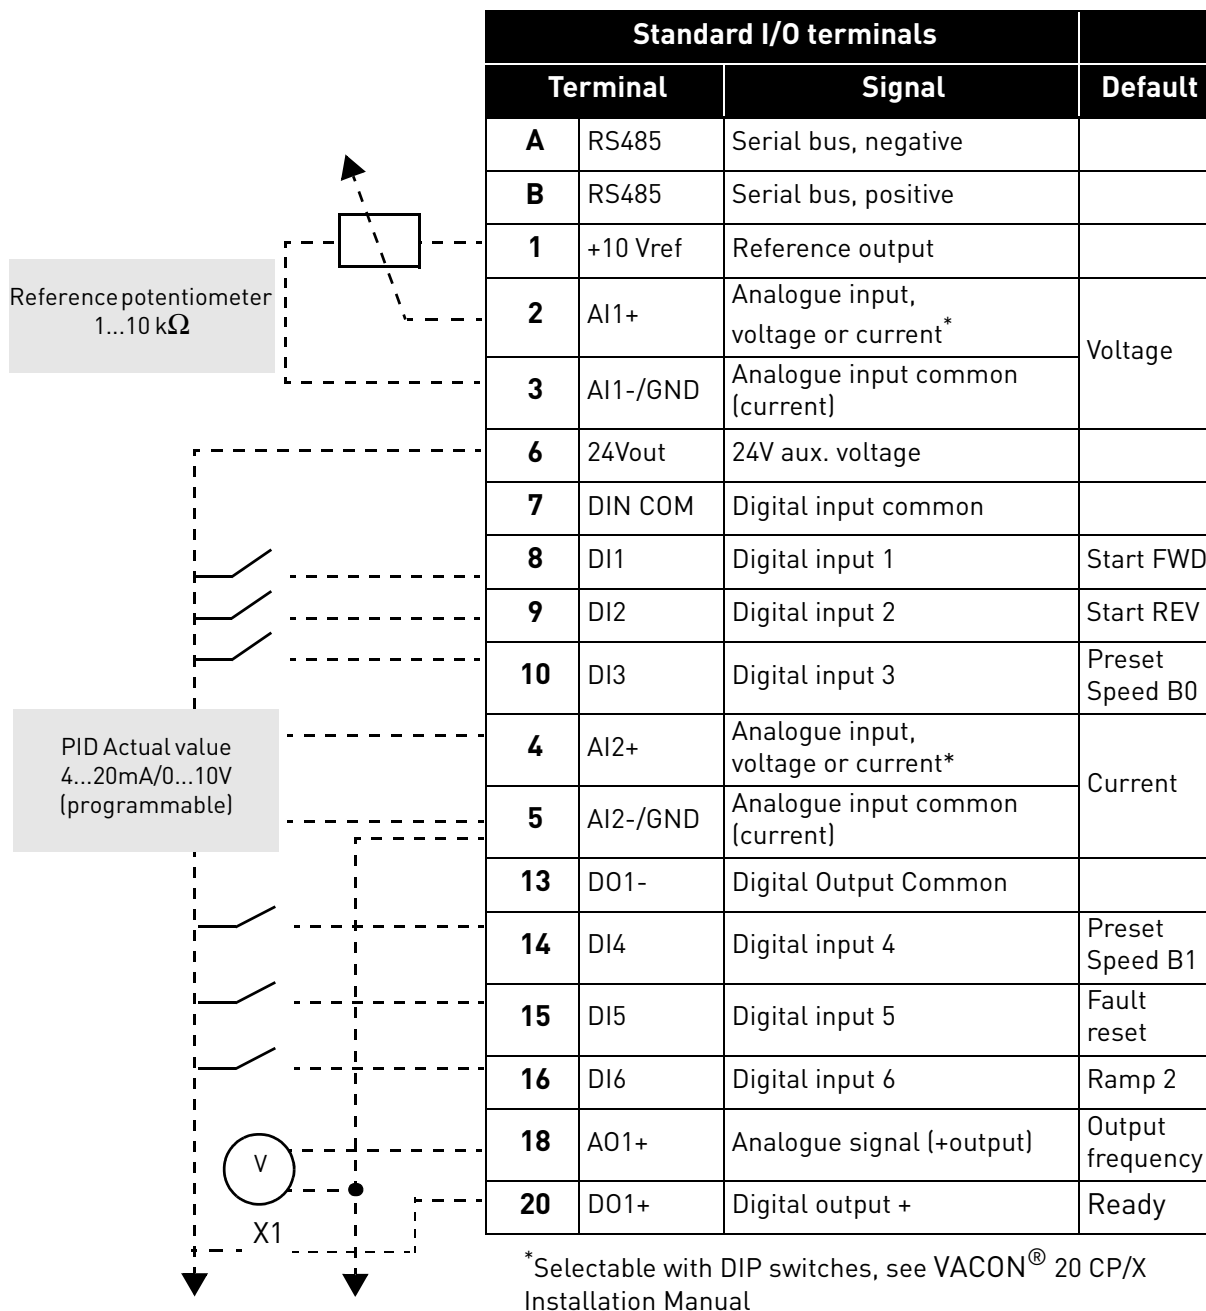 Standard I/O terminals
Terminal Signal Default
A RS485 Serial bus, negative
B RS485 Serial bus, positive
1 +10 Vref Reference output
Reference potentiometer
1...10 kΩ
2 AI1+ Analogue input,
voltage or current*
Voltage
3 AI1-/GND Analogue input common
(current)
6 24Vout 24V aux. voltage
7 DIN COM Digital input common
8 DI1 Digital input 1 Start FWD
9 DI2 Digital input 2 Start REV
10 DI3 Digital input 3 Preset
Speed B0
PID Actual value
4...20mA/0...10V
(programmable)
4 AI2+ Analogue input,
voltage or current*
Current
5 AI2-/GND Analogue input common
(current)
13 DO1- Digital Output Common
14 DI4 Digital input 4 Preset
Speed B1
15 DI5 Digital input 5 Fault
reset
16 DI6 Digital input 6 Ramp 2
V
18 AO1+ Analogue signal (+output) Output
frequency
20 DO1+ Digital output + Ready
X1
*Selectable with DIP switches, see VACON® 20 CP/X
Installation Manual